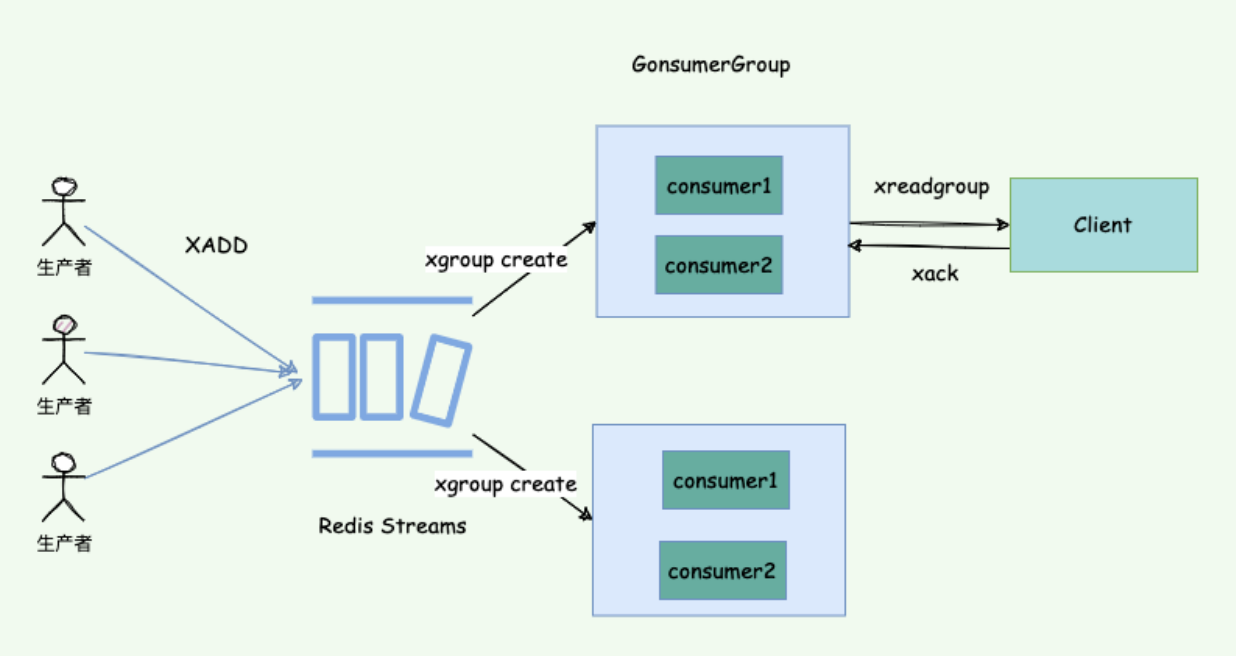 GonsumerGroup
consumer1
xreadgroup
生产者
XADD
Client
xgroup create
consumer2
xack
生产者
consumer1
xgroup create
Redis Streams
生产者
consumer2